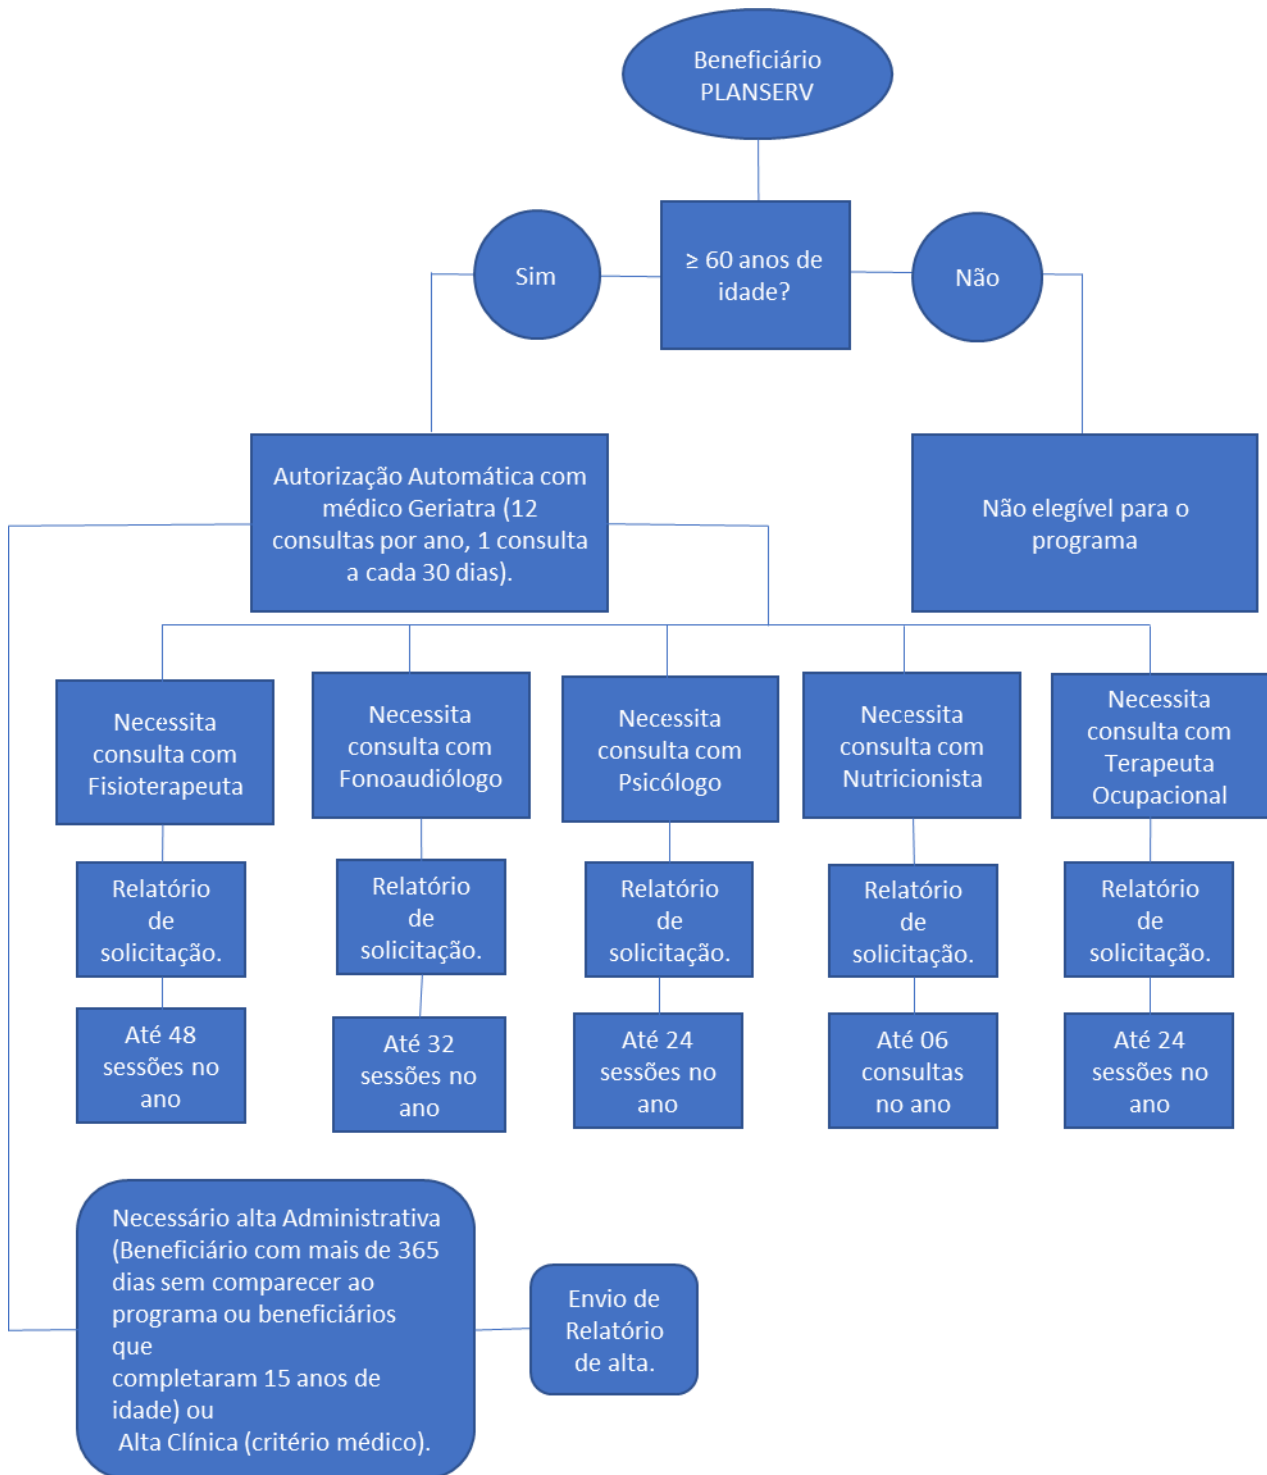 Beneficiário
PLANSERV
≥ 60 anos de
idade?
Sim
Não
Autorização Automática com
médico Geriatra (12
consultas por ano, 1 consulta
a cada 30 dias).
Não elegível para o
programa
Necessita
consulta com
Fisioterapeuta
Necessita
consulta com
Fonoaudiólogo
Necessita
consulta com
Psicólogo
Necessita
consulta com
Nutricionista
Necessita
consulta com
Terapeuta
Ocupacional
Relatório
de
solicitação.
Relatório
de
solicitação.
Relatório
de
solicitação.
Relatório
de
solicitação.
Relatório
de
solicitação.
Até 48
sessões no
ano
Até 32
sessões no
ano
Até 24
sessões no
ano
Até 06
consultas
no ano
Até 24
sessões no
ano
Necessário alta Administrativa
(Beneficiário com mais de 365
dias sem comparecer ao
programa ou beneficiários
que
completaram 15 anos de
idade) ou
Alta Clínica (critério médico).
Envio de
Relatório
de alta.